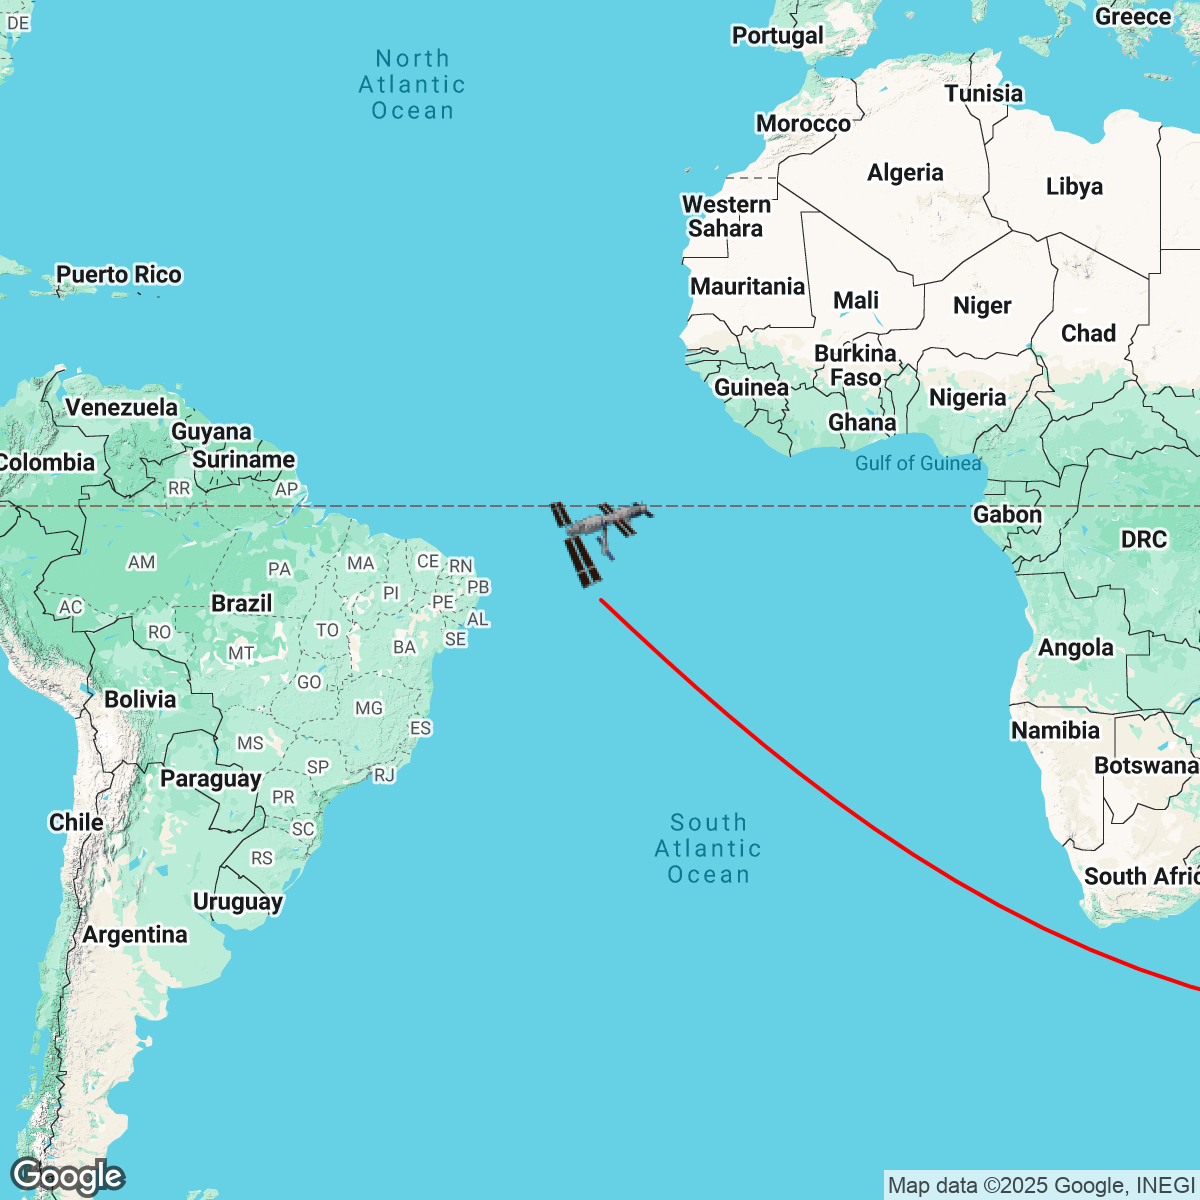 DE
North
Atlantic
Ocean
Portugal
Greece
Tunisia
Morocco
Algeria
Libya
Western
Sahara
Puerto Rico
Mauritania
Mali
Niger
Chad
Burkina
Faso
Guinea
Nigeria
Ghana
Venezuela
Guyana
Suriname
Colombia
Gulf of Guinea
RR
AP
Gabon
DRC
AM
PA
MA
CE
RN
PI
PB
PE
AC
Brazil
AL
TO
SE
RO
BA
MT
Angola
GO
Bolivia
MG
ES
Namibia
MS
SP
RJ
Botswana
Paraguay
PR
Chile
SC
South
Atlantic
Ocean
RS
South Afric
Uruguay
Argentina
Google
Map data ©2025 Google, INEGI